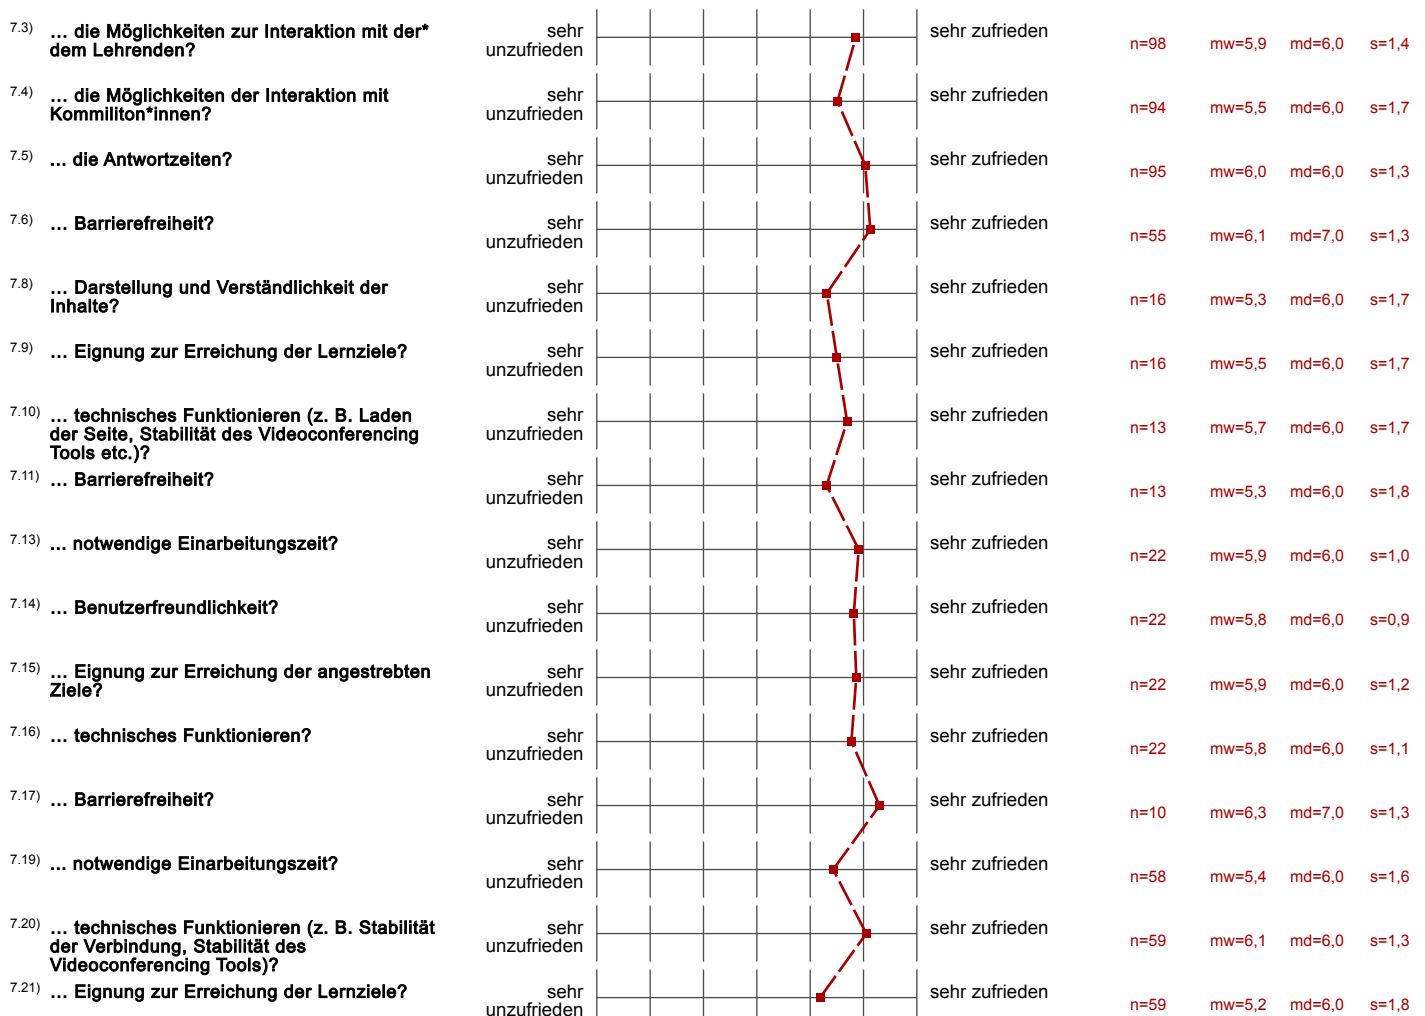 7.3) … die Möglichkeiten zur Interaktion mit der* sehr sehr zufrieden
dem Lehrenden? unzufrieden n=98 mw=5,9 md=6,0 s=1,4
7.4) … die Möglichkeiten der Interaktion mit sehr sehr zufrieden
Kommiliton*innen? unzufrieden n=94 mw=5,5 md=6,0 s=1,7
7.5) … die Antwortzeiten? sehr sehr zufrieden
unzufrieden n=95 mw=6,0 md=6,0 s=1,3
7.6) … Barrierefreiheit? sehr sehr zufrieden
unzufrieden n=55 mw=6,1 md=7,0 s=1,3
7.8) … Darstellung und Verständlichkeit der sehr sehr zufrieden
Inhalte? unzufrieden n=16 mw=5,3 md=6,0 s=1,7
7.9) … Eignung zur Erreichung der Lernziele? sehr sehr zufrieden
unzufrieden n=16 mw=5,5 md=6,0 s=1,7
7.10) … technisches Funktionieren (z. B. Laden sehr sehr zufrieden
der Seite, Stabilität des Videoconferencing unzufrieden n=13 mw=5,7 md=6,0 s=1,7
Tools etc.)?
7.11) … Barrierefreiheit? sehr sehr zufrieden
unzufrieden n=13 mw=5,3 md=6,0 s=1,8
7.13) … notwendige Einarbeitungszeit? sehr sehr zufrieden
unzufrieden n=22 mw=5,9 md=6,0 s=1,0
7.14) … Benutzerfreundlichkeit? sehr sehr zufrieden
unzufrieden n=22 mw=5,8 md=6,0 s=0,9
7.15) … Eignung zur Erreichung der angestrebten sehr sehr zufrieden
Ziele? unzufrieden n=22 mw=5,9 md=6,0 s=1,2
7.16) … technisches Funktionieren? sehr sehr zufrieden
unzufrieden n=22 mw=5,8 md=6,0 s=1,1
7.17) … Barrierefreiheit? sehr sehr zufrieden
unzufrieden n=10 mw=6,3 md=7,0 s=1,3
7.19) … notwendige Einarbeitungszeit? sehr sehr zufrieden
unzufrieden n=58 mw=5,4 md=6,0 s=1,6
7.20) … technisches Funktionieren (z. B. Stabilität sehr sehr zufrieden
der Verbindung, Stabilität des unzufrieden n=59 mw=6,1 md=6,0 s=1,3
Videoconferencing Tools)?
7.21) … Eignung zur Erreichung der Lernziele? sehr sehr zufrieden
unzufrieden n=59 mw=5,2 md=6,0 s=1,8